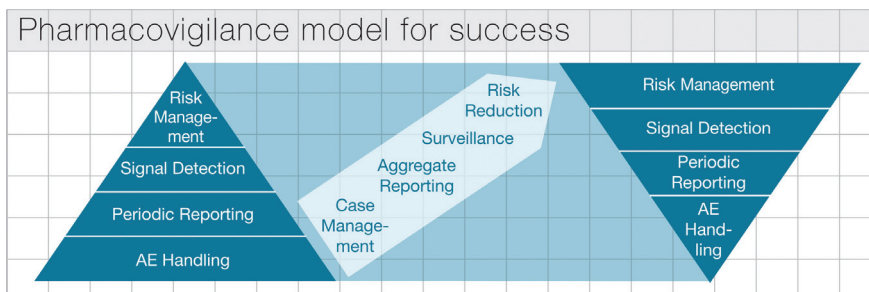 Pharmacovigilance model for success
Risk
Manage-
ment
Signal Detection
Periodic Reporting
AE Handling
Risk
Reduction
Surveillance
Aggregate
Reporting
Case
Manage-
ment
Risk Management
Signal Detection
Periodic
Reporting
AE
Hand-
ling